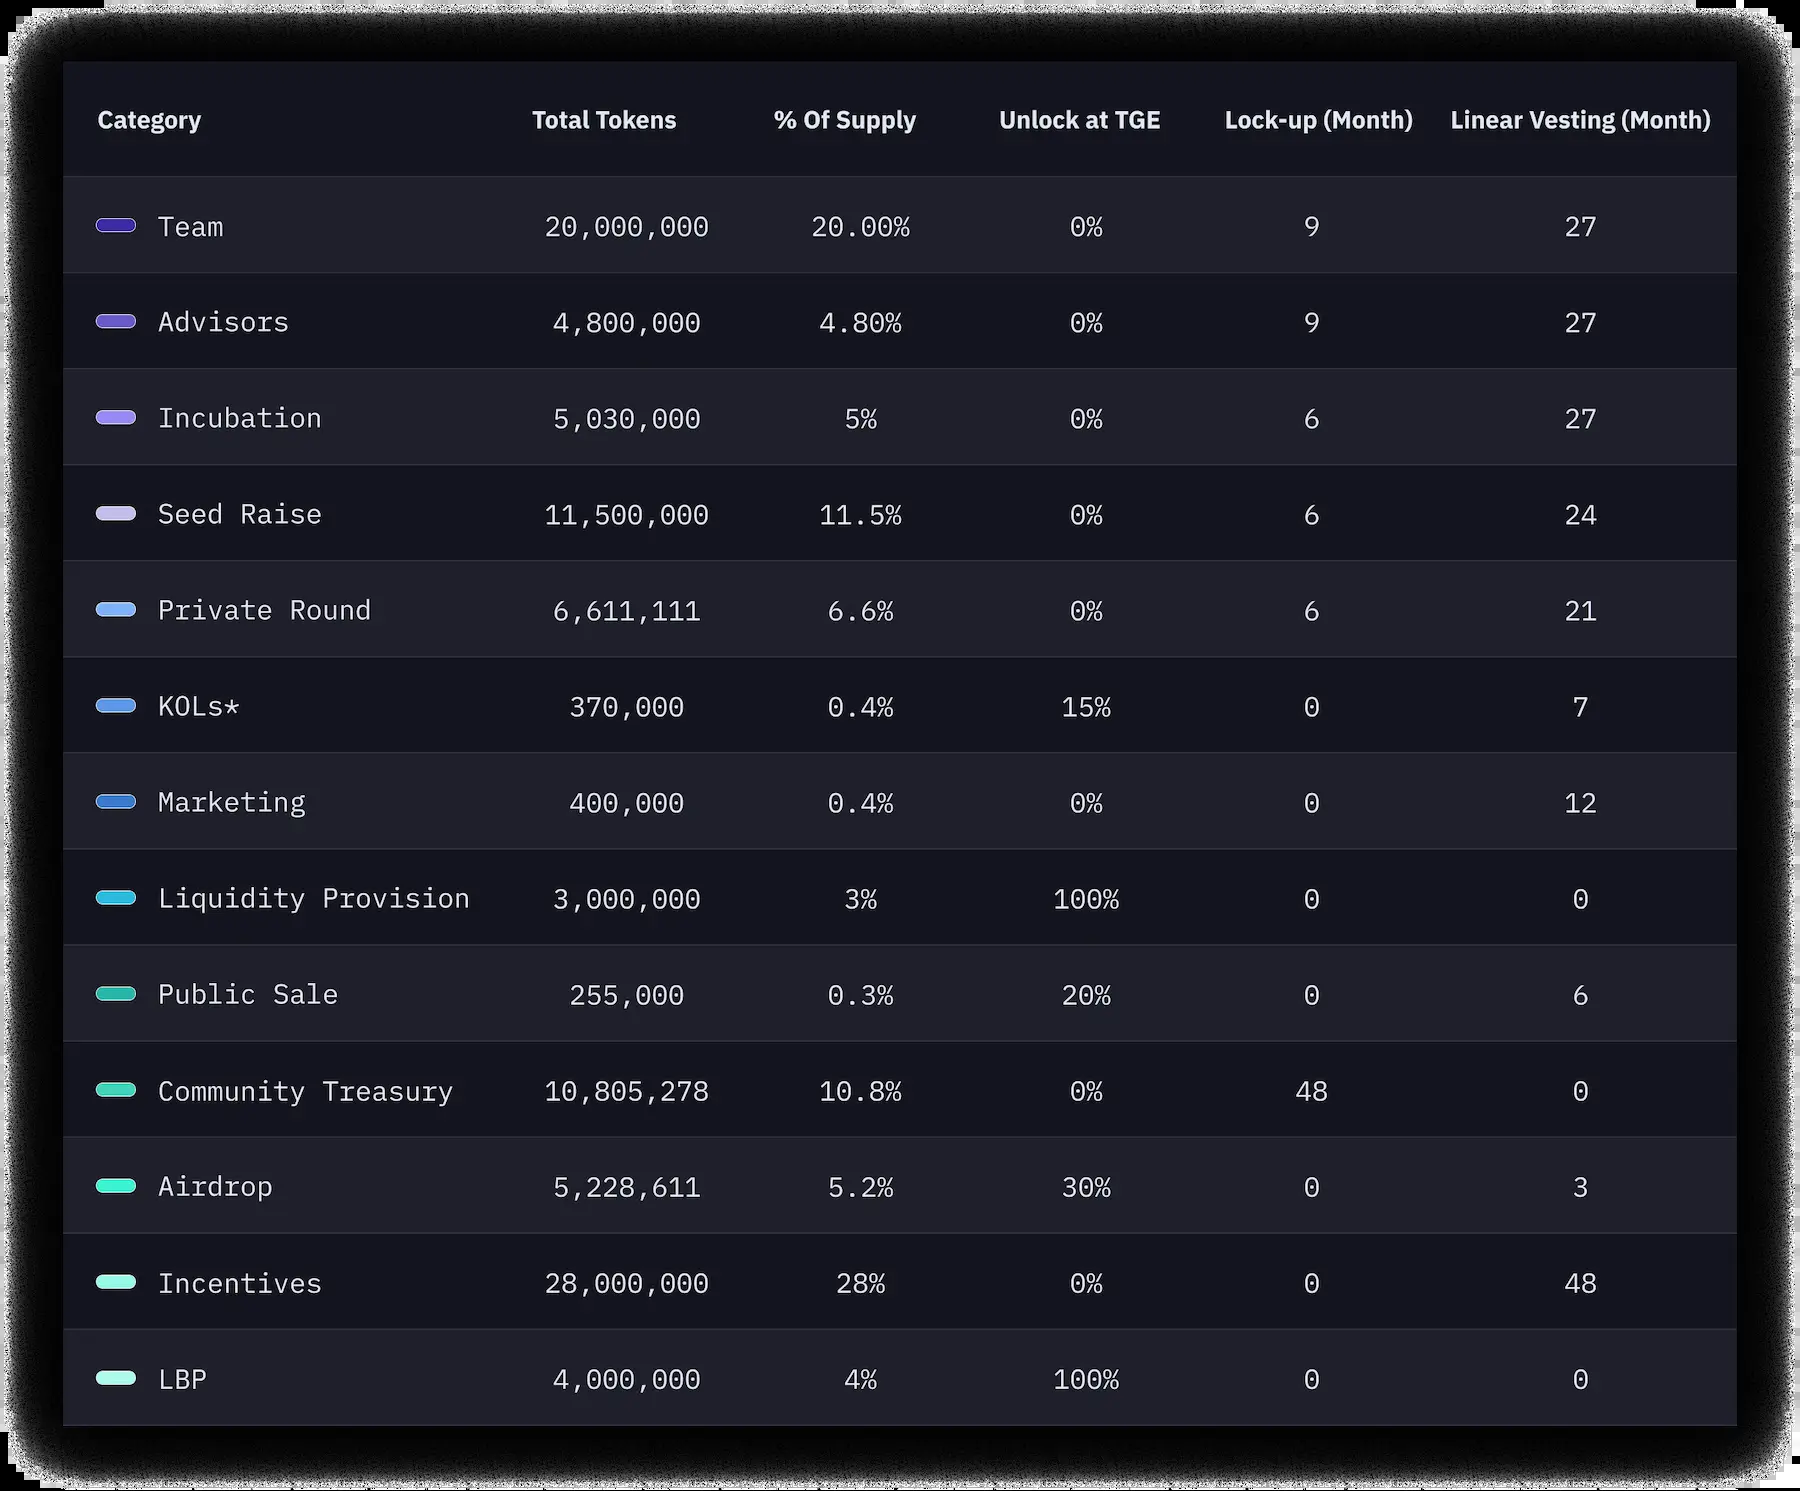 Category Total Tokens % Of Supply Unlock at TGE Lock-up (Month) Linear Vesting (Month)
Team 20,000,000 20.00% 0% 9 27
Advisors 4,800,000 4.80% 0% 9 27
Incubation 5,030,000 5% 0% 6 27
Seed Raise 11,500,000 11.5% 0% 6 24
Private Round 6,611,111 6.6% 0% 6 21
KOLs* 370,000 0.4% 15% 0 7
Marketing 400,000 0.4% 0% 0 12
Liquidity Provision 3,000,000 3% 100% 0 0
Public Sale 255,000 0.3% 20% 0 6
Community Treasury 10,805,278 10.8% 0% 48 0
Airdrop 5,228,611 5.2% 30% 0 3
Incentives 28,000,000 28% 0% 0 48
LBP 4,000,000 4% 100% 0 0